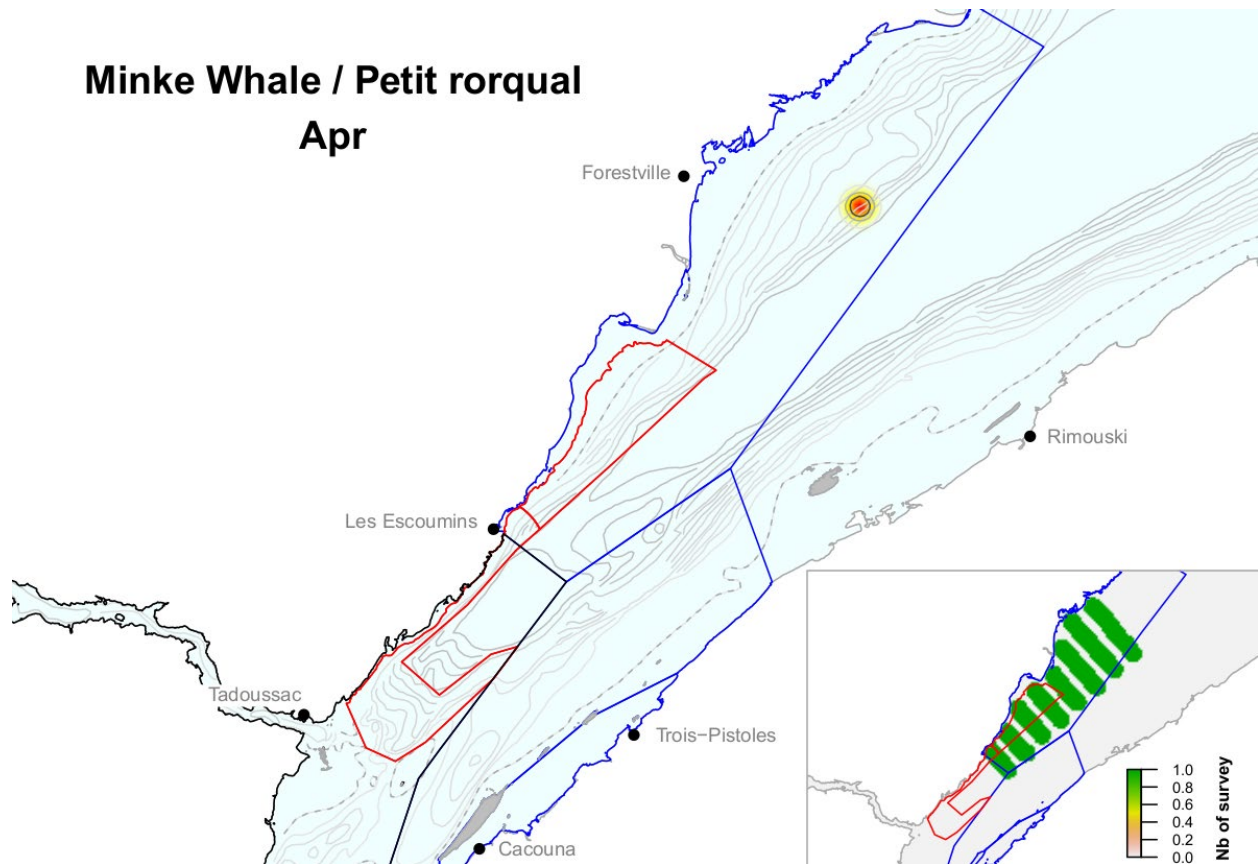 Minke Whale / Petit rorqual
Apr
Forestville
Rimouski
Les Escoumins
Tadoussac
Trois−Pistoles
Cacouna
1.0
0.8
0.6
0.4
0.2
0.0
Nb of survey